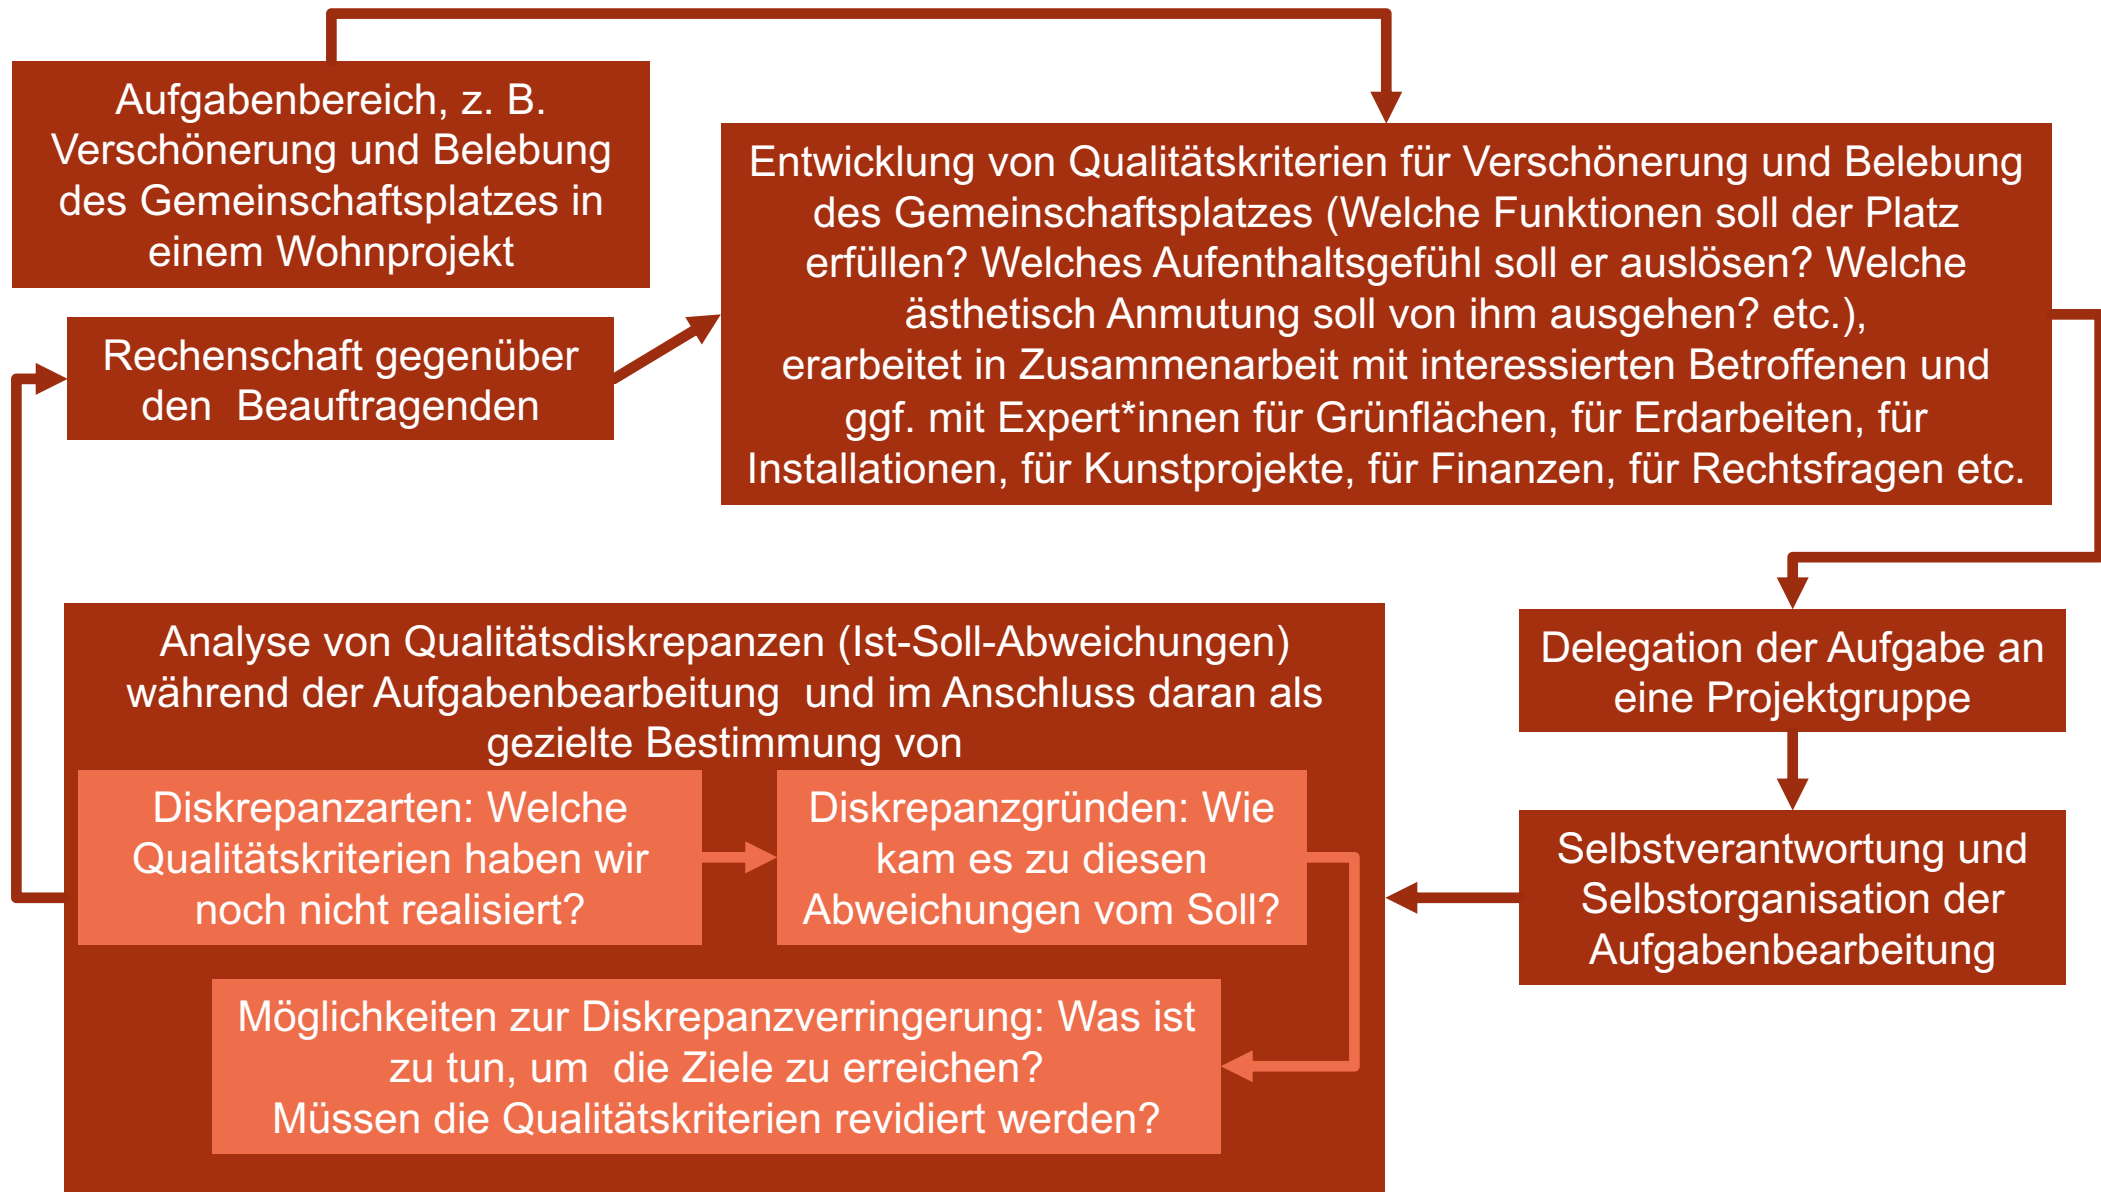 Aufgabenbereich, z. B.
Verschönerung und Belebung
des Gemeinschaftsplatzes in
einem Wohnprojekt
Entwicklung von Qualitätskriterien für Verschönerung und Belebung
des Gemeinschaftsplatzes (Welche Funktionen soll der Platz
erfüllen? Welches Aufenthaltsgefühl soll er auslösen? Welche
ästhetisch Anmutung soll von ihm ausgehen? etc.),
erarbeitet in Zusammenarbeit mit interessierten Betroffenen und
ggf. mit Expert*innen für Grünflächen, für Erdarbeiten, für
Installationen, für Kunstprojekte, für Finanzen, für Rechtsfragen etc.
Rechenschaft gegenüber
den Beauftragenden
Delegation der Aufgabe an
eine Projektgruppe
Selbstverantwortung und
Selbstorganisation der
Aufgabenbearbeitung
Analyse von Qualitätsdiskrepanzen (Ist-Soll-Abweichungen)
während der Aufgabenbearbeitung und im Anschluss daran als
gezielte Bestimmung von
Diskrepanzarten: Welche
Qualitätskriterien haben wir
noch nicht realisiert?
Diskrepanzgründen: Wie
kam es zu diesen
Abweichungen vom Soll?
Möglichkeiten zur Diskrepanzverringerung: Was ist
zu tun, um die Ziele zu erreichen?
Müssen die Qualitätskriterien revidiert werden?